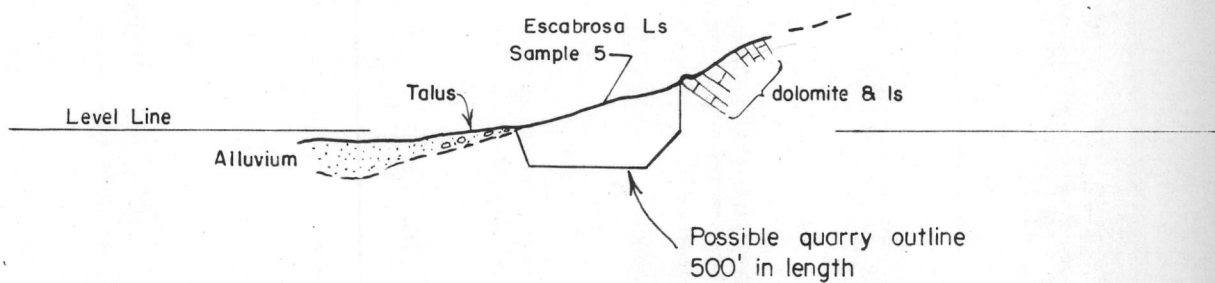 Escabrosa Ls
Sample 5
Talus
dolomite & ls
Level Line
Alluvium
Possible quarry outline
500' in length